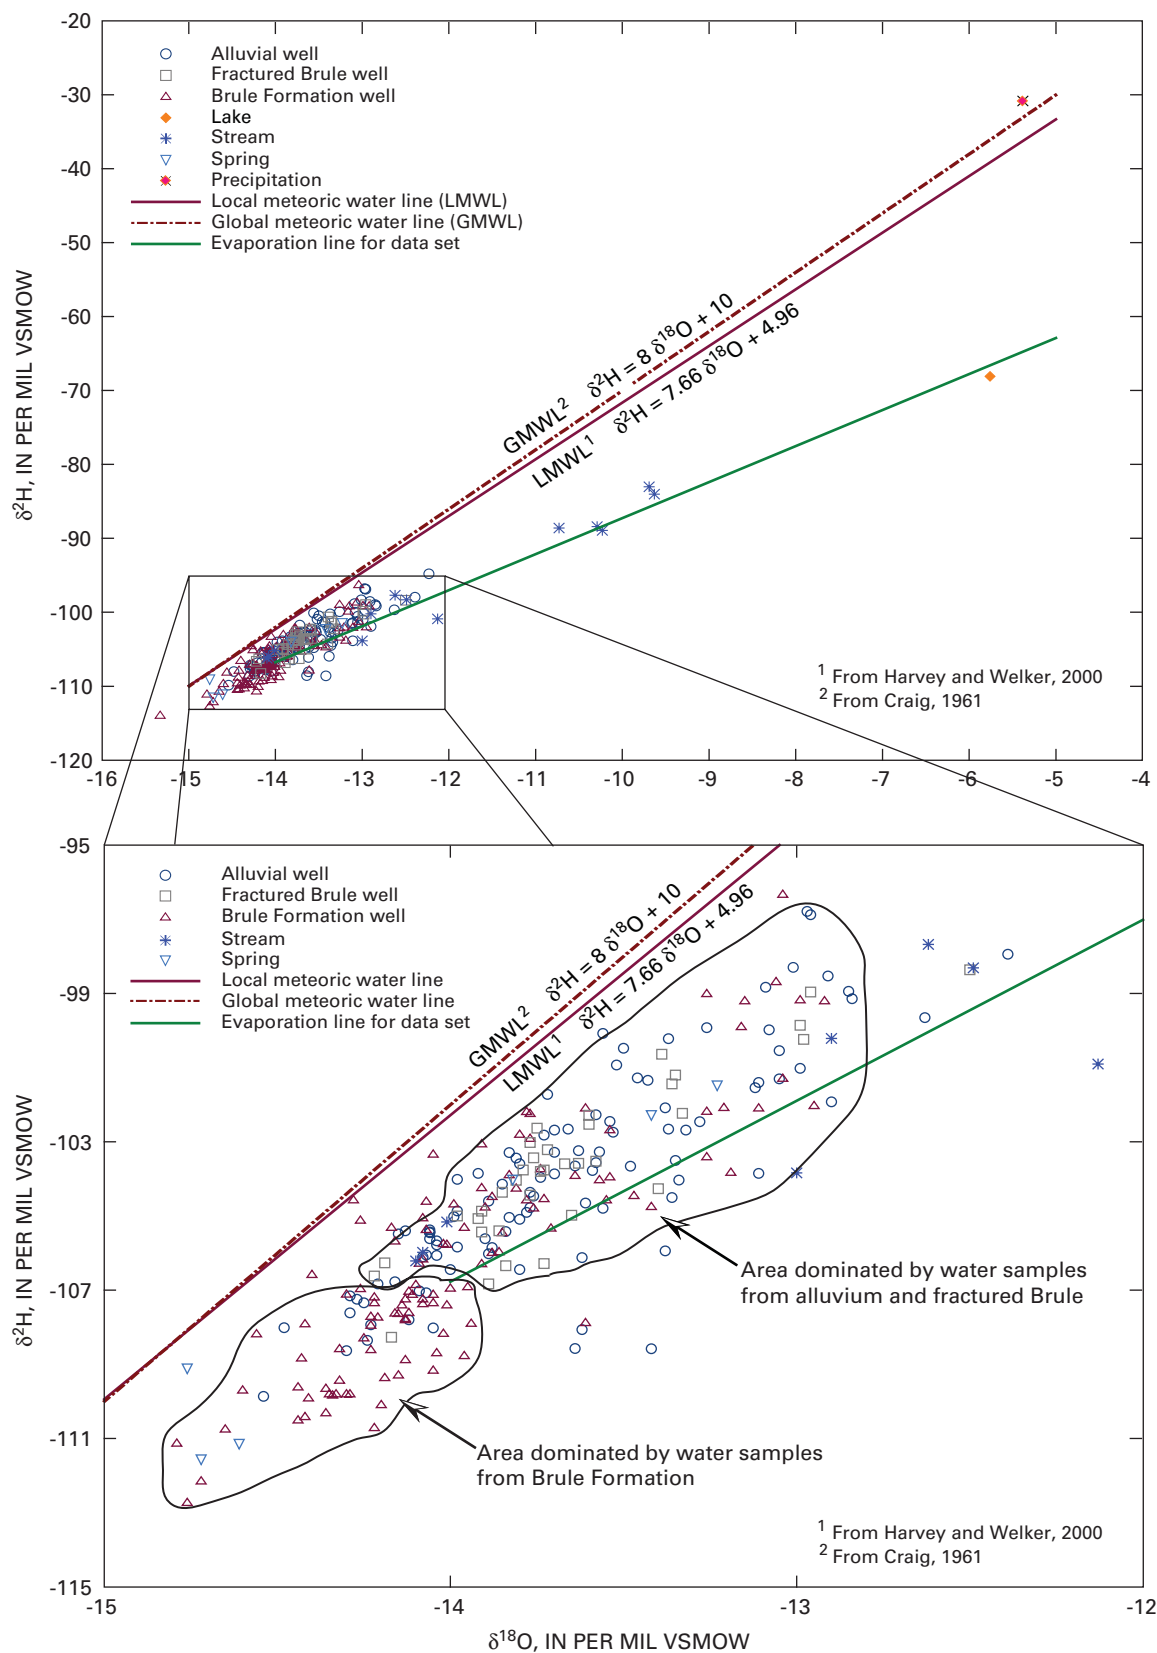 -20
-30
-40
-50
-60
-70
-80
-90
-100
-110
-120
δ²H, IN PER MIL VSMOW
Alluvial well
Fractured Brule well
Brule Formation well
Lake
Stream
Spring
Precipitation
Local meteoric water line (LMWL)
Global meteoric water line (GMWL)
Evaporation line for data set
GMWL² δ²H = 8 δ¹⁸O + 10
LMWL¹ δ²H = 7.66 δ¹⁸O + 4.96
¹ From Harvey and Welker, 2000
² From Craig, 1961
-16 -15 -14 -13 -12 -11 -10 -9 -8 -7 -6 -5 -4
-95
-99
-103
-107
-111
-115
δ²H, IN PER MIL VSMOW
Alluvial well
Fractured Brule well
Brule Formation well
Stream
Spring
Local meteoric water line
Global meteoric water line
Evaporation line for data set
GMWL² δ²H = 8 δ¹⁸O + 10
LMWL¹ δ²H = 7.66 δ¹⁸O + 4.96
Area dominated by water samples
from alluvium and fractured Brule
Area dominated by water samples
from Brule Formation
¹ From Harvey and Welker, 2000
² From Craig, 1961
-15 -14 -13 -12
δ¹⁸O, IN PER MIL VSMOW